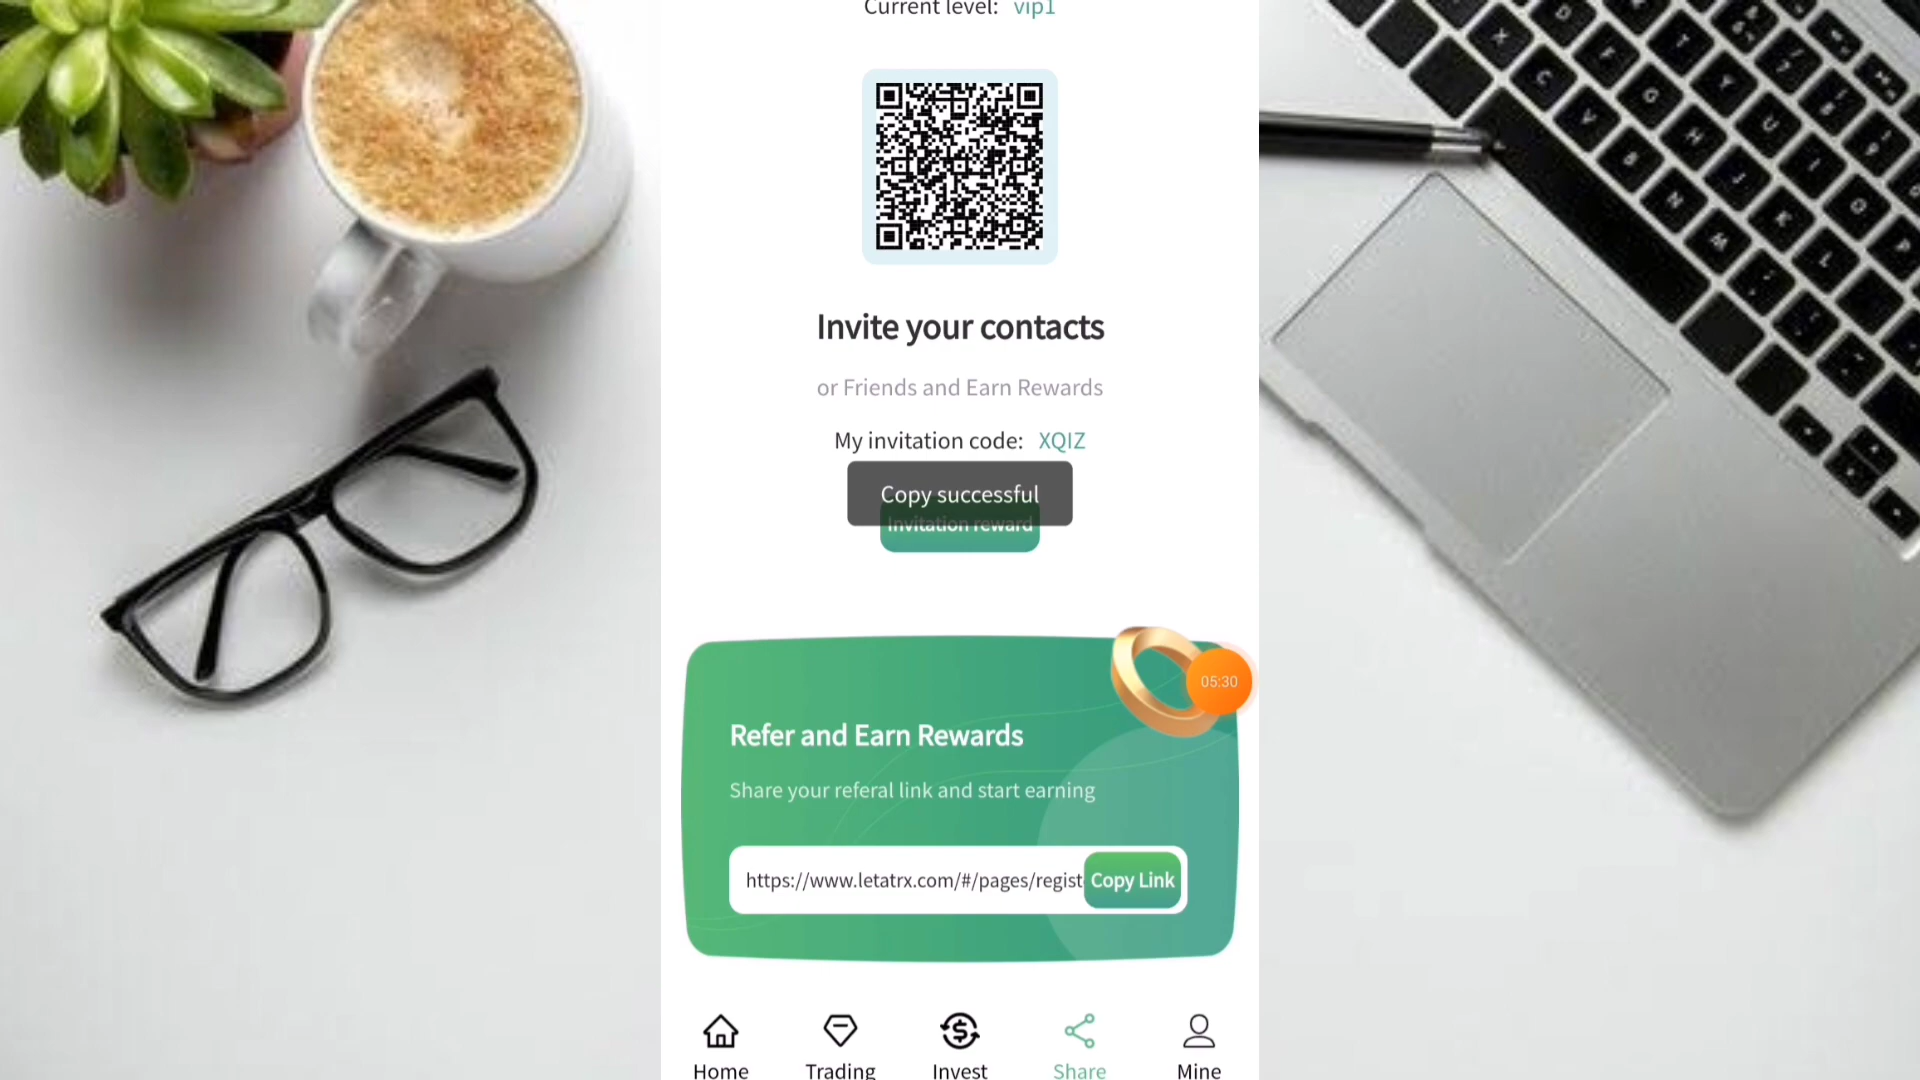 Current level: vip1
Invite your contacts
or Friends and Earn Rewards
My invitation code: XQIZ
Copy successful
Invitation reward
05:30
Refer and Earn Rewards
Share your referal link and start earning
https://www.letatrx.com/#/pages/regist
Copy Link
Home
Trading
Invest
Share
Mine